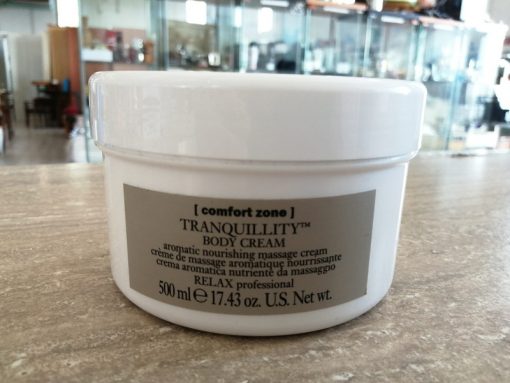 [ comfort zone ]
TRANQUILLITY™
BODY CREAM
aromatic nourishing massage cream
crème de massage aromatique nourrissante
crema aromatica nutriente da massaggio
RELAX professional
500 ml ℮ 17.43 oz. U.S. Net wt.